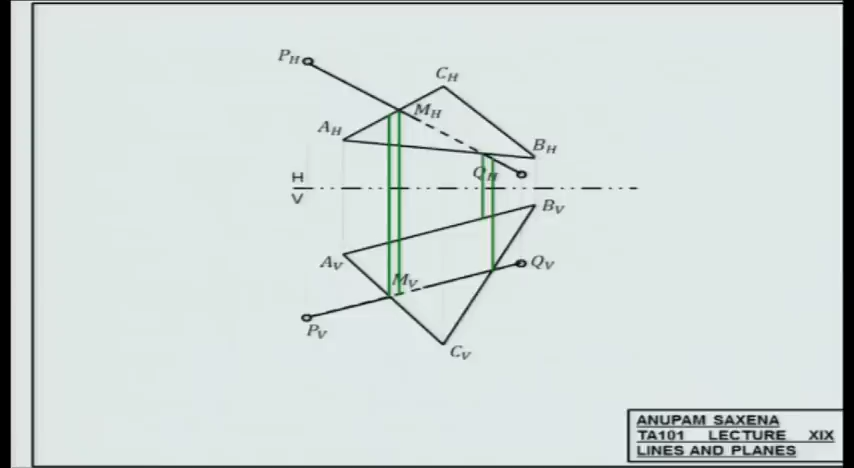 P_H
C_H
M_H
A_H
B_H
Q_H
H
V
B_V
A_V
Q_V
M_V
P_V
C_V
ANUPAM SAXENA
TA101 LECTURE XIX
LINES AND PLANES